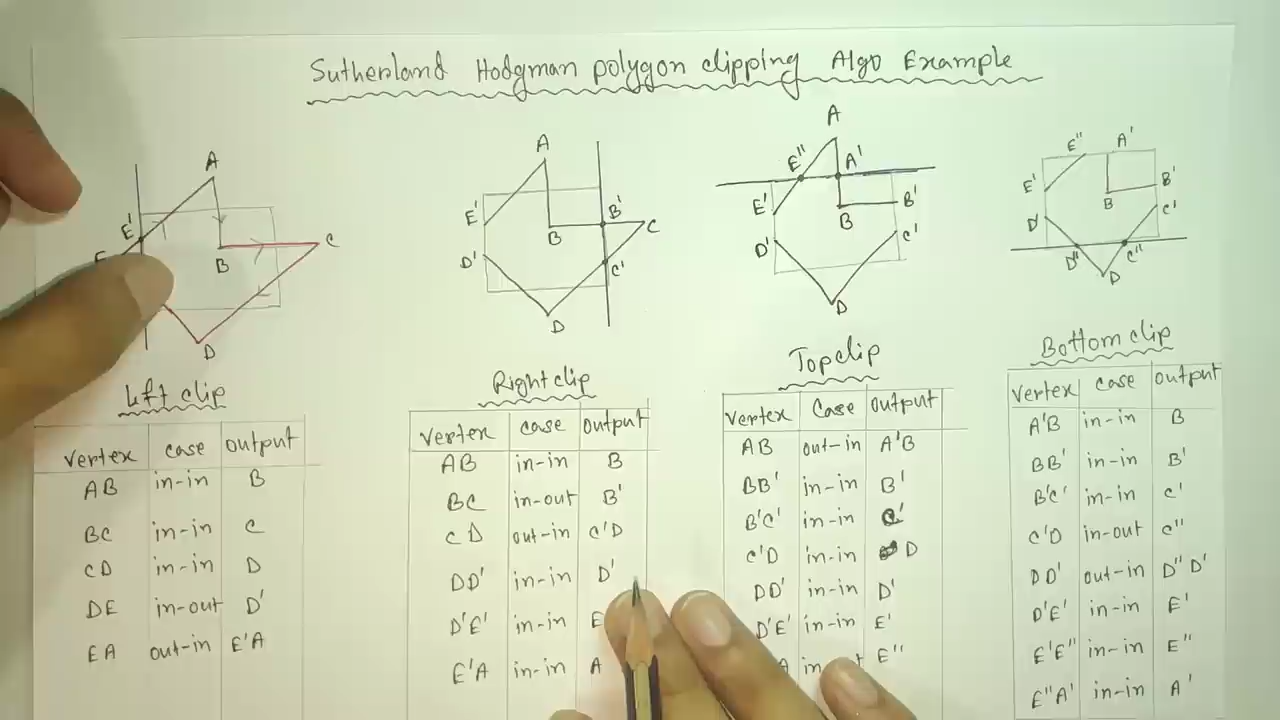 Sutherland Hodgman polygon clipping Algo Example
A
E'
E
B
C
D
A
E'
B'
B
C
D'
C'
D
A
E''
A'
E'
B
B'
D'
C'
D
E''
A'
E'
B'
B
D'
C'
D''
C''
D
Left clip
Vertex case output
AB in-in B
BC in-in C
CD in-in D
DE in-out D'
EA out-in E'A
Right clip
Vertex case output
AB in-in B
BC in-out B'
CD out-in C'D
DD' in-in D'
D'E' in-in E
E'A in-in A
Top clip
Vertex Case output
AB out-in A'B
BB' in-in B'
B'C' in-in C'
C'D in-in D
DD' in-in D'
D'E' in-in E'
A in t E''
Bottom clip
Vertex case output
A'B in-in B
BB' in-in B'
B'C' in-in C'
C'D in-out C''
DD' out-in D'' D'
D'E' in-in E'
E'E'' in-in E''
E''A' in-in A'